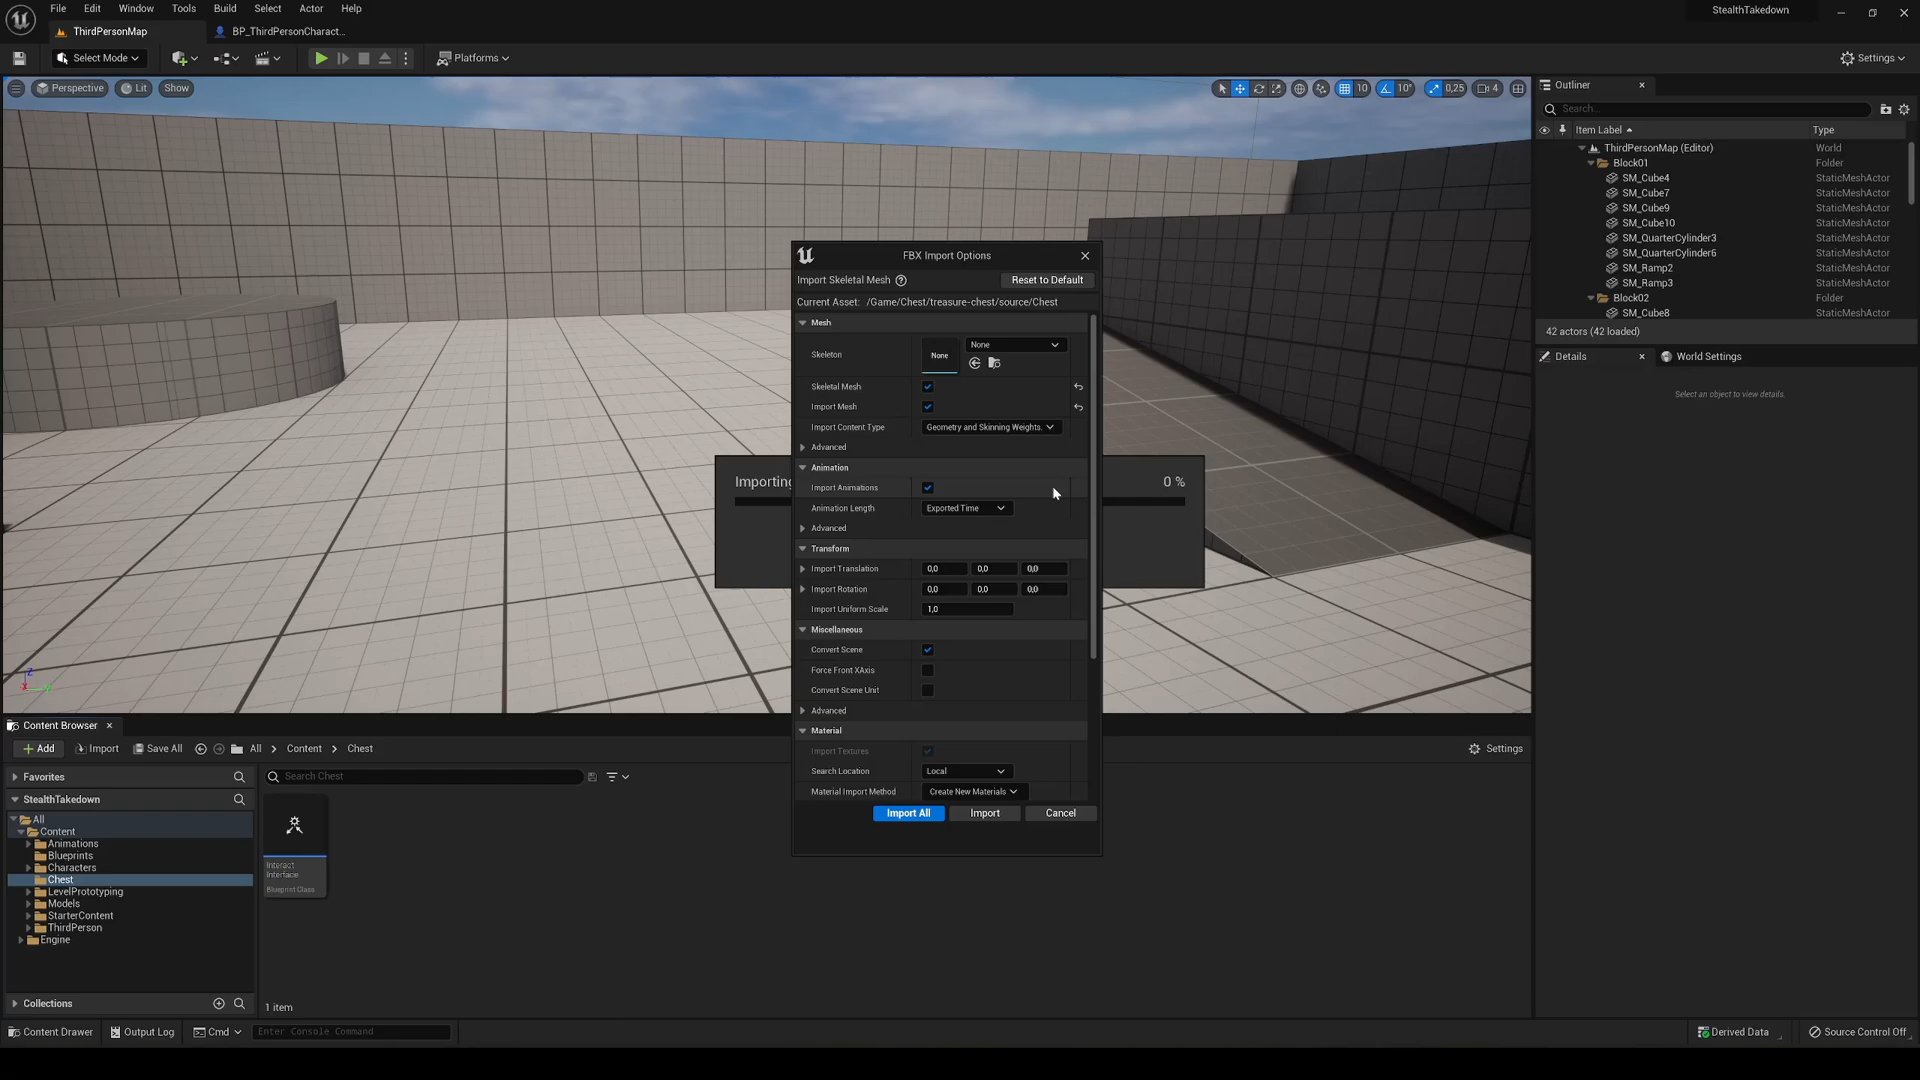 File Edit Window Tools Build Select Actor Help
StealthTakedown
ThirdPersonMap
BP_ThirdPersonCharact...
Select Mode
Platforms
Settings
Perspective Lit Show
10 10° 0,25 4
Outliner
Search...
Item Label Type
ThirdPersonMap (Editor) World
Block01 Folder
SM_Cube4 StaticMeshActor
SM_Cube7 StaticMeshActor
SM_Cube9 StaticMeshActor
SM_Cube10 StaticMeshActor
SM_QuarterCylinder3 StaticMeshActor
SM_QuarterCylinder6 StaticMeshActor
SM_Ramp2 StaticMeshActor
SM_Ramp3 StaticMeshActor
Block02 Folder
SM_Cube8 StaticMeshActor
42 actors (42 loaded)
Details World Settings
Select an object to view details.
FBX Import Options
Import Skeletal Mesh ? Reset to Default
Current Asset: /Game/Chest/treasure-chest/source/Chest
Mesh
Skeleton None None
Skeletal Mesh
Import Mesh
Import Content Type Geometry and Skinning Weights.
Advanced
Animation
Import Animations
Animation Length Exported Time
Advanced
Transform
Import Translation 0,0 0,0 0,0
Import Rotation 0,0 0,0 0,0
Import Uniform Scale 1,0
Miscellaneous
Convert Scene
Force Front XAxis
Convert Scene Unit
Advanced
Material
Import Textures
Search Location Local
Material Import Method Create New Materials
Import All Import Cancel
Importing 0 %
Z
X Y
Content Browser
Add Import Save All All > Content > Chest Settings
Favorites
StealthTakedown
All
Content
Animations
Blueprints
Characters
Chest
LevelPrototyping
Models
StarterContent
ThirdPerson
Engine
Collections
Search Chest
Interact
Interface
Blueprint Class
1 item
Content Drawer Output Log Cmd Enter Console Command
Derived Data Source Control Off